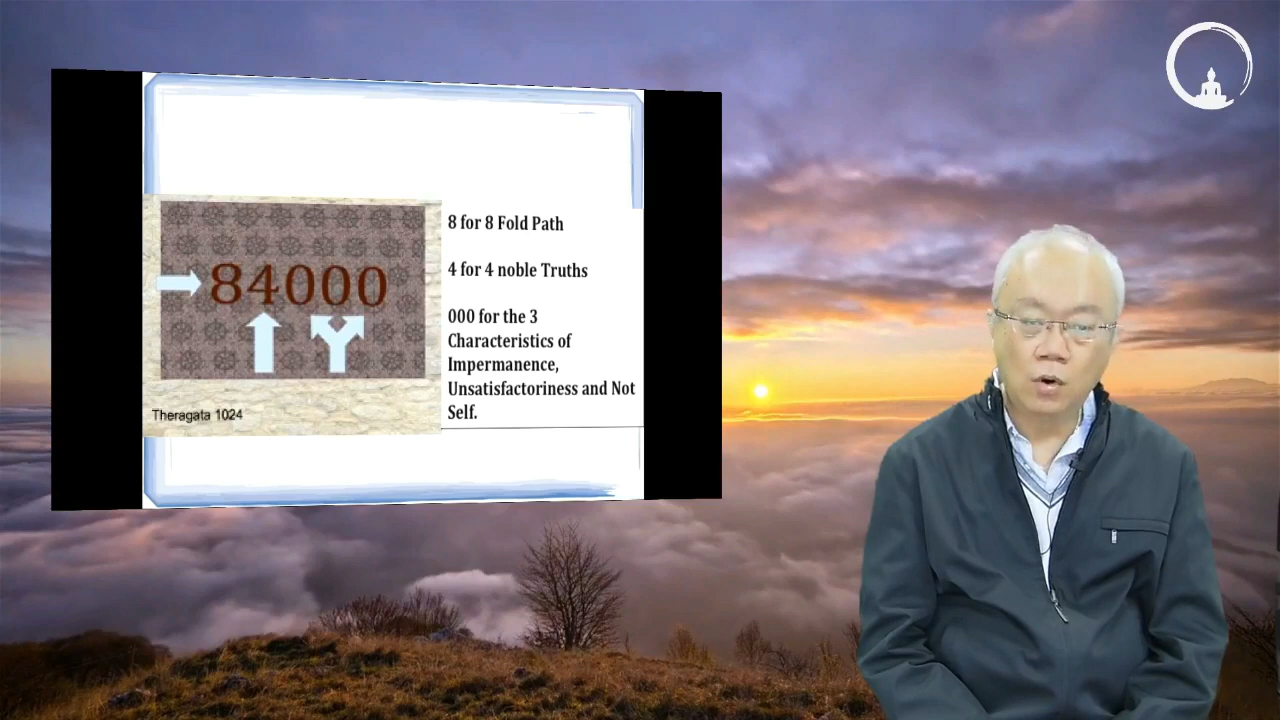 84000
Theragata 1024
8 for 8 Fold Path
4 for 4 noble Truths
000 for the 3
Characteristics of
Impermanence,
Unsatisfactoriness and Not
Self.